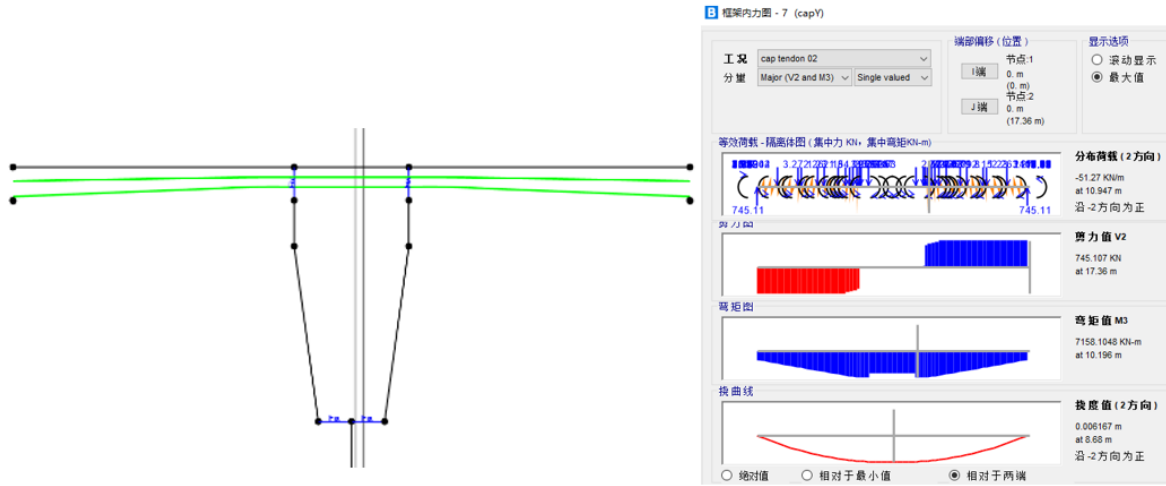 框架内力图 - 7 (capY)
工况 cap tendon 02
分量 Major (V2 and M3) Single valued
端部偏移(位置)
I端
节点:1
0. m
(0. m)
J端
节点:2
0. m
(17.36 m)
显示选项
滚动显示
最大值
等效荷载 - 隔离体图(集中力 KN, 集中弯矩KN-m)
745.11
745.11
分布荷载(2方向)
-51.27 KN/m
at 10.947 m
沿 -2方向为正
剪力图
剪力值 V2
745.107 KN
at 17.36 m
弯矩图
弯矩值 M3
7158.1048 KN-m
at 10.196 m
挠曲线
挠度值(2方向)
0.006167 m
at 8.68 m
沿 -2方向为正
绝对值
相对于最小值
相对于两端